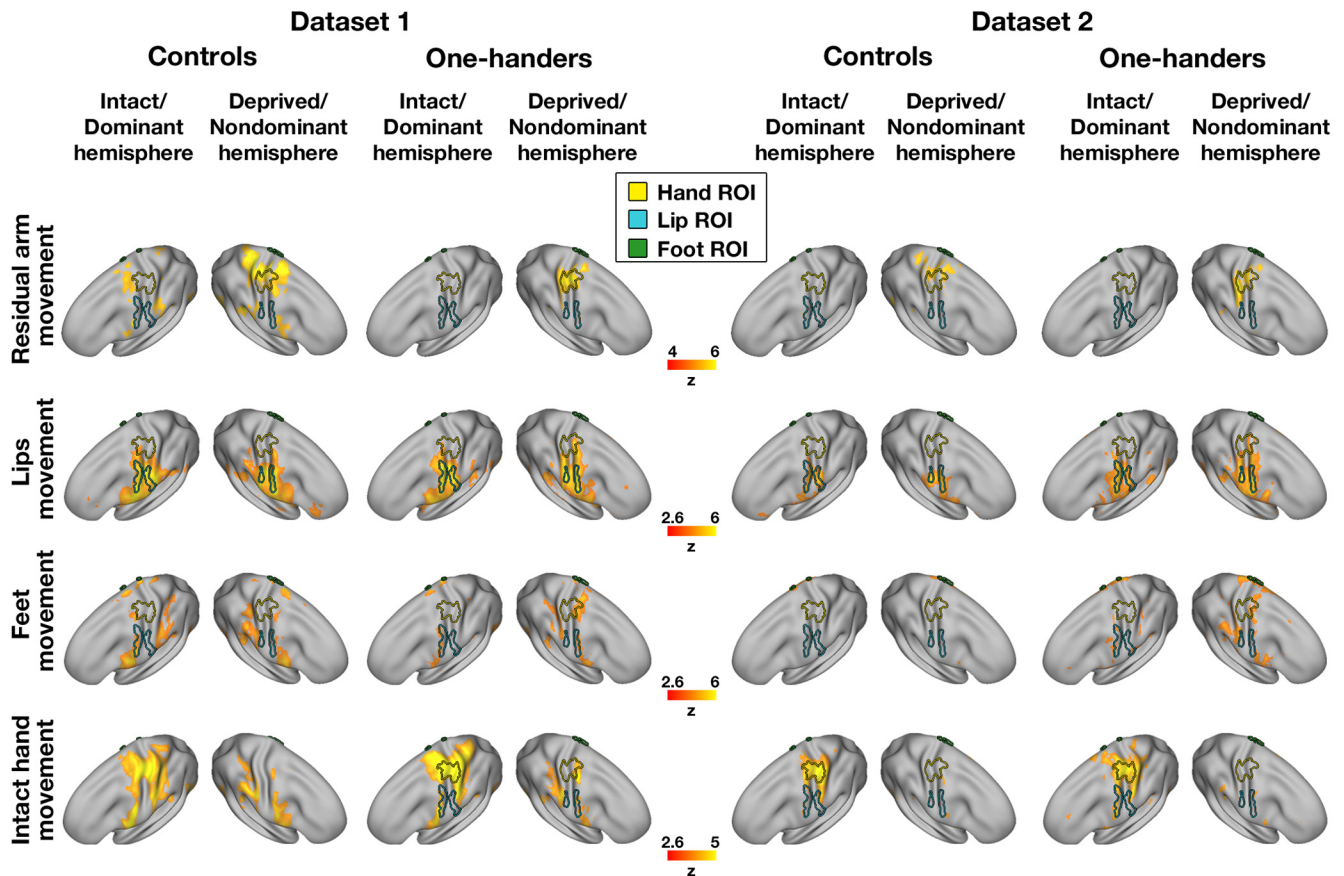 Dataset 1
Dataset 2
Controls
One-handers
Controls
One-handers
Intact/
Dominant
hemisphere
Deprived/
Nondominant
hemisphere
Intact/
Dominant
hemisphere
Deprived/
Nondominant
hemisphere
Intact/
Dominant
hemisphere
Deprived/
Nondominant
hemisphere
Intact/
Dominant
hemisphere
Deprived/
Nondominant
hemisphere
Hand ROI
Lip ROI
Foot ROI
Residual arm
movement
4 6
z
Lips
movement
2.6 6
z
Feet
movement
2.6 6
z
Intact hand
movement
2.6 5
z